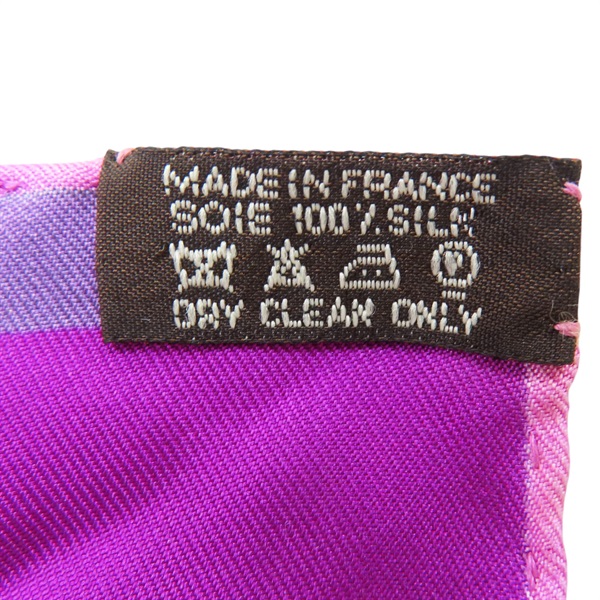 MADE IN FRANCE
SOIE 100% SILK
DRY CLEAN ONLY